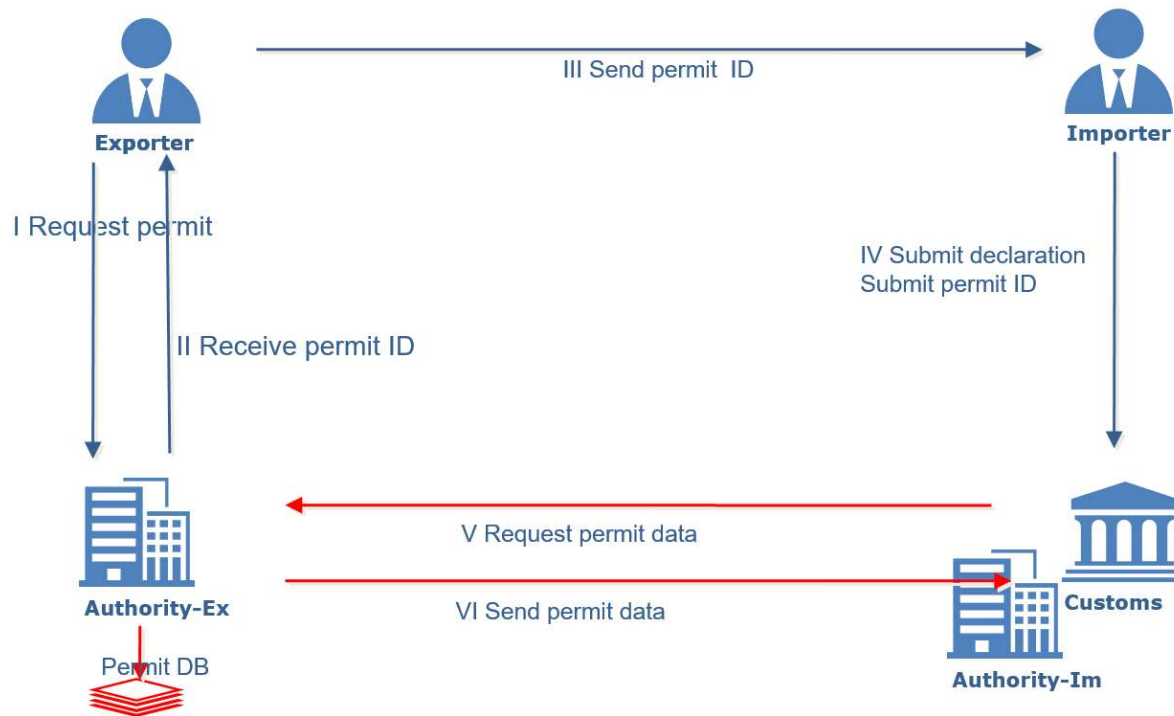 III Send permit ID
Exporter
Importer
I Request permit
IV Submit declaration
Submit permit ID
II Receive permit ID
V Request permit data
VI Send permit data
Authority-Ex
Customs
Permit DB
Authority-Im